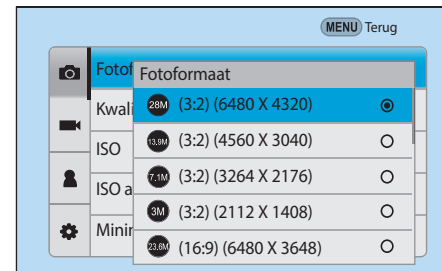 MENU Terug
Fotof
Fotoformaat
Kwali
28M (3:2) (6480 X 4320)
13.9M (3:2) (4560 X 3040)
ISO
7.1M (3:2) (3264 X 2176)
ISO a
3M (3:2) (2112 X 1408)
Minin
23.6M (16:9) (6480 X 3648)